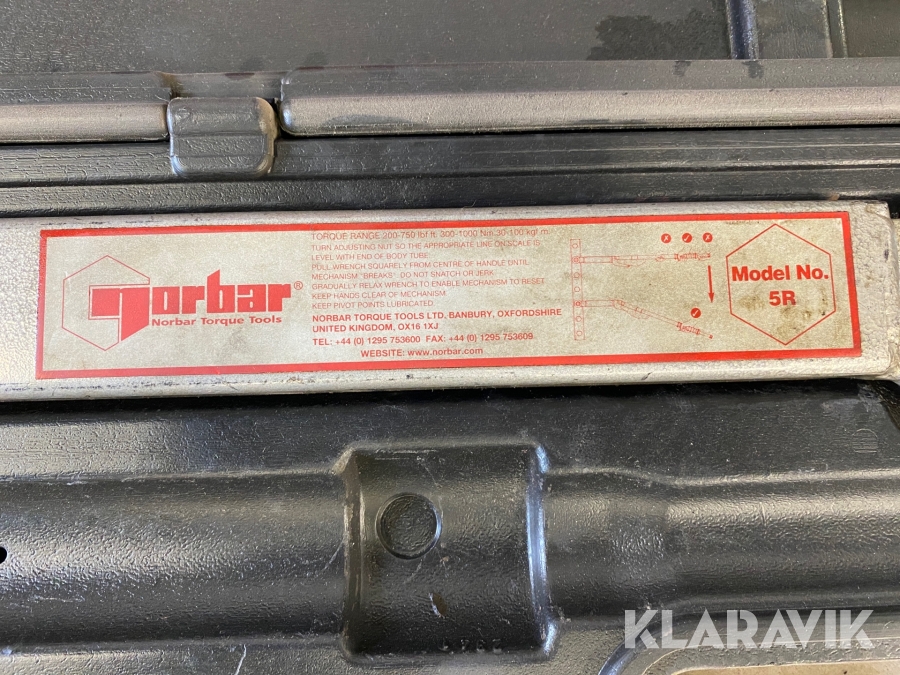 TORQUE RANGE 200-750 lbf.ft. 300-1000 Nm 30-100 kgf.m.
TURN ADJUSTING NUT SO THE APPROPRIATE LINE ON SCALE IS
LEVEL WITH END OF BODY TUBE:
PULL WRENCH SQUARELY FROM CENTRE OF HANDLE UNTIL
MECHANISM "BREAKS". DO NOT SNATCH OR JERK
GRADUALLY RELAX WRENCH TO ENABLE MECHANISM TO RESET
KEEP HANDS CLEAR OF MECHANISM
KEEP PIVOT POINTS LUBRICATED
norbar®
Norbar Torque Tools
NORBAR TORQUE TOOLS LTD. BANBURY, OXFORDSHIRE
UNITED KINGDOM, OX16 1XJ
TEL: +44 (0) 1295 753600 FAX: +44 (0) 1295 753609
WEBSITE: www.norbar.com
Model No.
5R
KLARAVIK